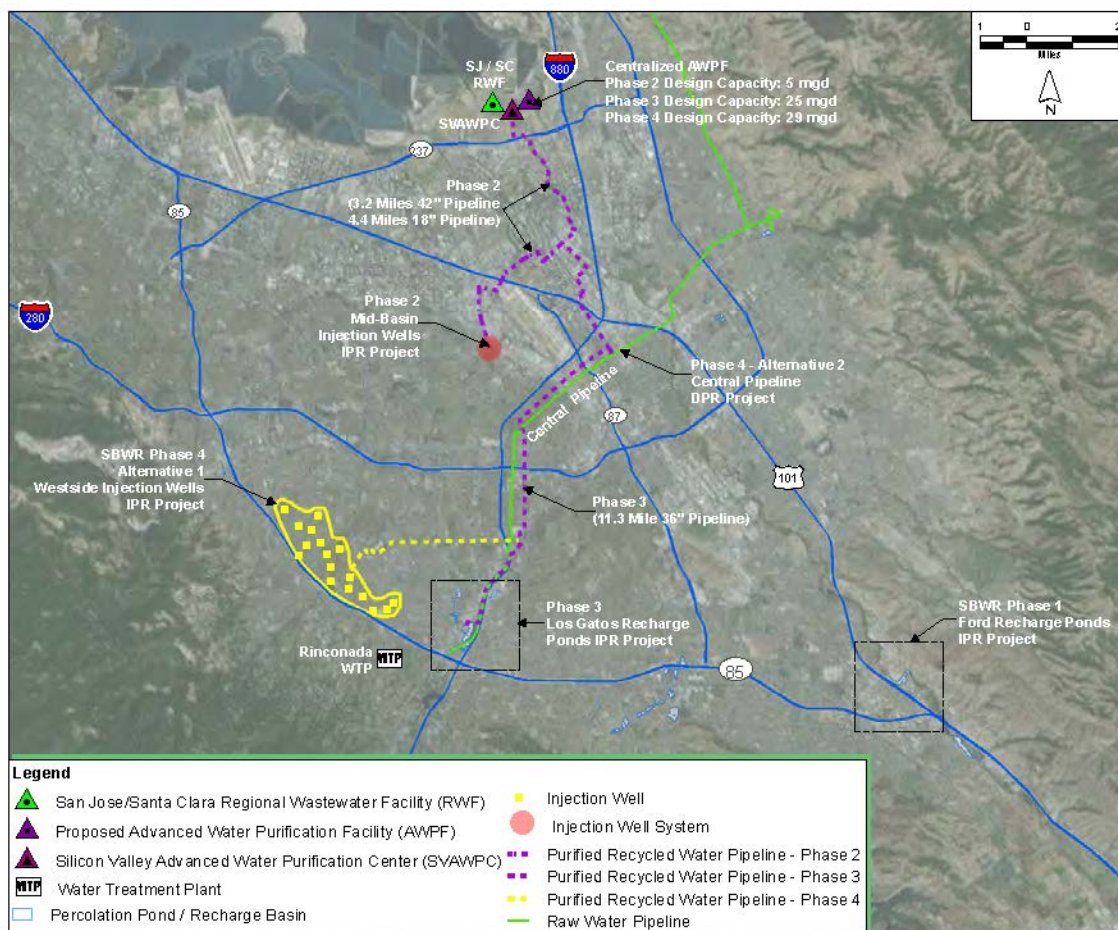 1 0 2
Miles
N
SJ / SC
RWF
SVAWPC
880
Centralized AWPF
Phase 2 Design Capacity: 5 mgd
Phase 3 Design Capacity: 25 mgd
Phase 4 Design Capacity: 29 mgd
237
85
Phase 2
(3.2 Miles 42" Pipeline
4.4 Miles 18" Pipeline)
280
Phase 2
Mid-Basin
Injection Wells
IPR Project
Phase 4 - Alternative 2
Central Pipeline
DPR Project
Central Pipeline
87
101
SBWR Phase 4
Alternative 1
Westside Injection Wells
IPR Project
Phase 3
(11.3 Mile 36" Pipeline)
Phase 3
Los Gatos Recharge
Ponds IPR Project
SBWR Phase 1
Ford Recharge Ponds
IPR Project
Rinconada
WTP
WTP
85
Legend
San Jose/Santa Clara Regional Wastewater Facility (RWF)
Proposed Advanced Water Purification Facility (AWPF)
Silicon Valley Advanced Water Purification Center (SVAWPC)
WTP Water Treatment Plant
Percolation Pond / Recharge Basin
Injection Well
Injection Well System
Purified Recycled Water Pipeline - Phase 2
Purified Recycled Water Pipeline - Phase 3
Purified Recycled Water Pipeline - Phase 4
Raw Water Pipeline